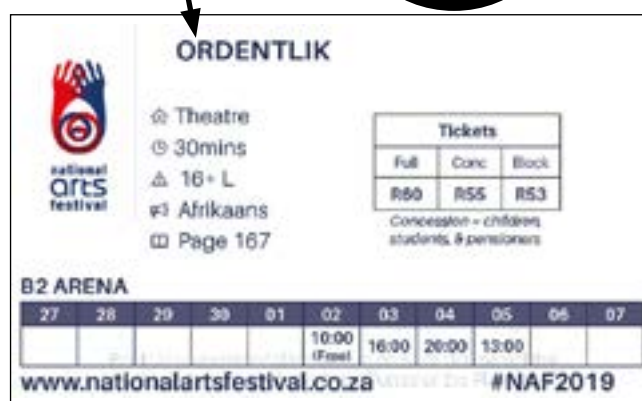 ORDENTLIK
national
arts
festival
Theatre
30mins
16+ L
Afrikaans
Page 167
Tickets
Full Conc Block
R60 R55 R53
Concession = children,
students, & pensioners
B2 ARENA
27 28 29 30 01 02 03 04 05 06 07
10:00 (Free) 16:00 20:00 13:00
www.nationalartsfestival.co.za #NAF2019